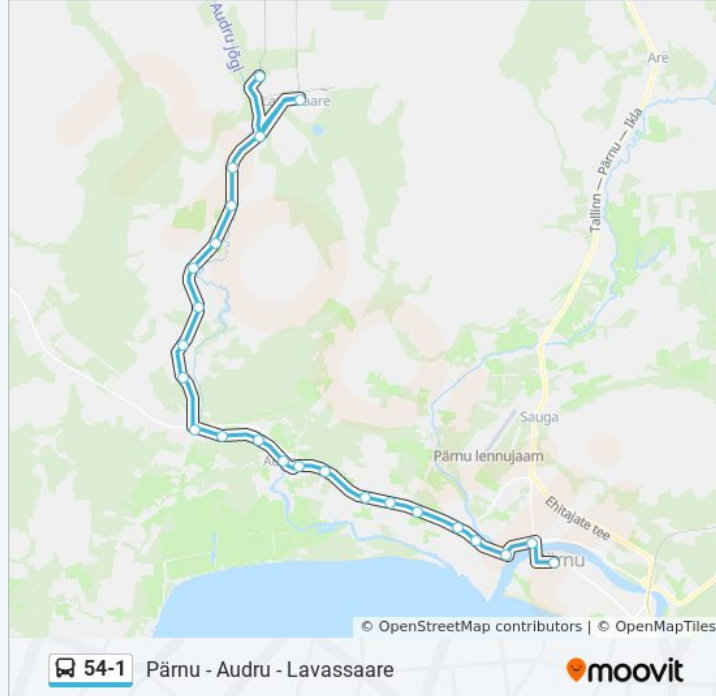 Audru jõgi
Are
Tallinn — Pärnu — Ikla
Sauga
Pärnu lennujaam
Ehitajate tee
© OpenStreetMap contributors | © OpenMapTiles
54-1 Pärnu - Audru - Lavassaare
moovit